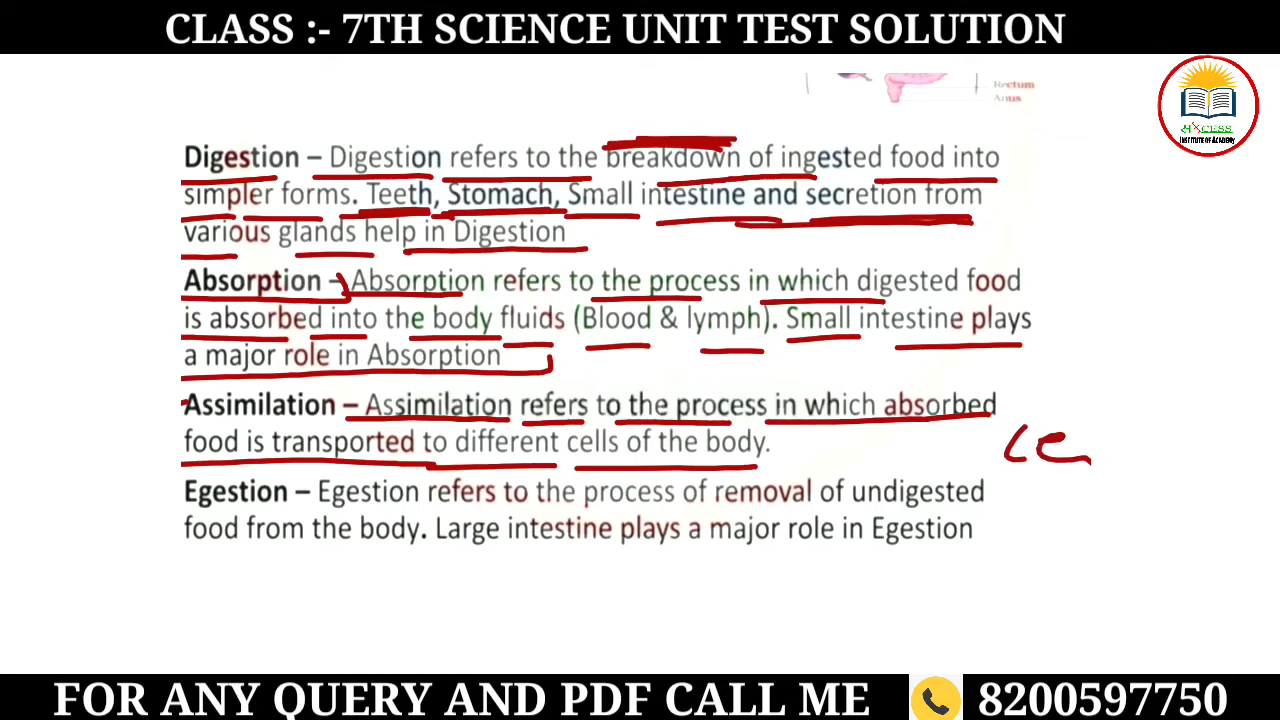 CLASS :- 7TH SCIENCE UNIT TEST SOLUTION
Rectum
Anus
CESS
INSTITUTE OF ACADEMY
Digestion – Digestion refers to the breakdown of ingested food into
simpler forms. Teeth, Stomach, Small intestine and secretion from
various glands help in Digestion
Absorption – Absorption refers to the process in which digested food
is absorbed into the body fluids (Blood & lymph). Small intestine plays
a major role in Absorption
Assimilation – Assimilation refers to the process in which absorbed
food is transported to different cells of the body.
ce
Egestion – Egestion refers to the process of removal of undigested
food from the body. Large intestine plays a major role in Egestion
FOR ANY QUERY AND PDF CALL ME 8200597750